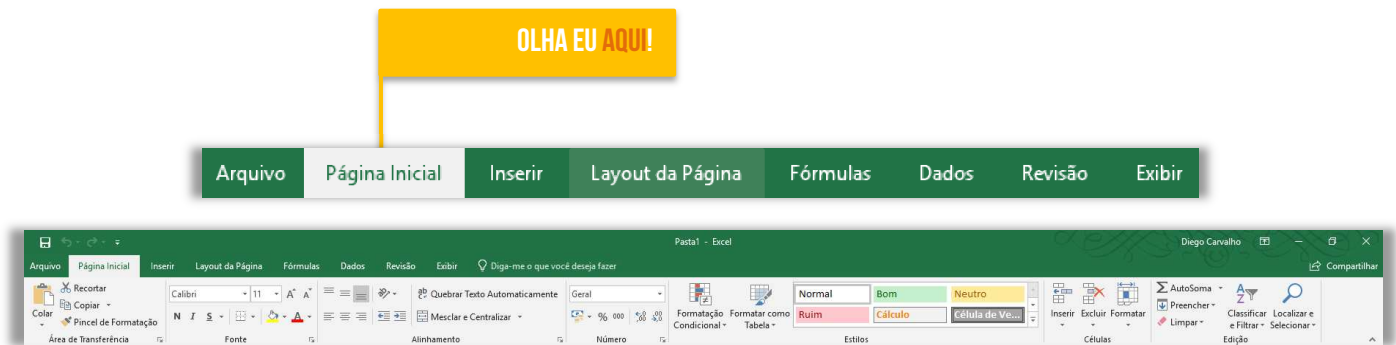 OLHA EU AQUI!
Arquivo Página Inicial Inserir Layout da Página Fórmulas Dados Revisão Exibir
Pasta1 - Excel Diego Carvalho
Arquivo Página Inicial Inserir Layout da Página Fórmulas Dados Revisão Exibir Diga-me o que você deseja fazer Compartilhar
Colar
Recortar
Copiar
Pincel de Formatação
Área de Transferência
Calibri 11 A A
N I S A
Fonte
Quebrar Texto Automaticamente
Mesclar e Centralizar
Alinhamento
Geral
% 000
Número
Formatação
Condicional
Formatar como
Tabela
Normal Bom Neutro
Ruim Cálculo Célula de Ve...
Estilos
Inserir Excluir Formatar
Células
AutoSoma
Preencher
Limpar
Classificar
e Filtrar
Localizar e
Selecionar
Edição